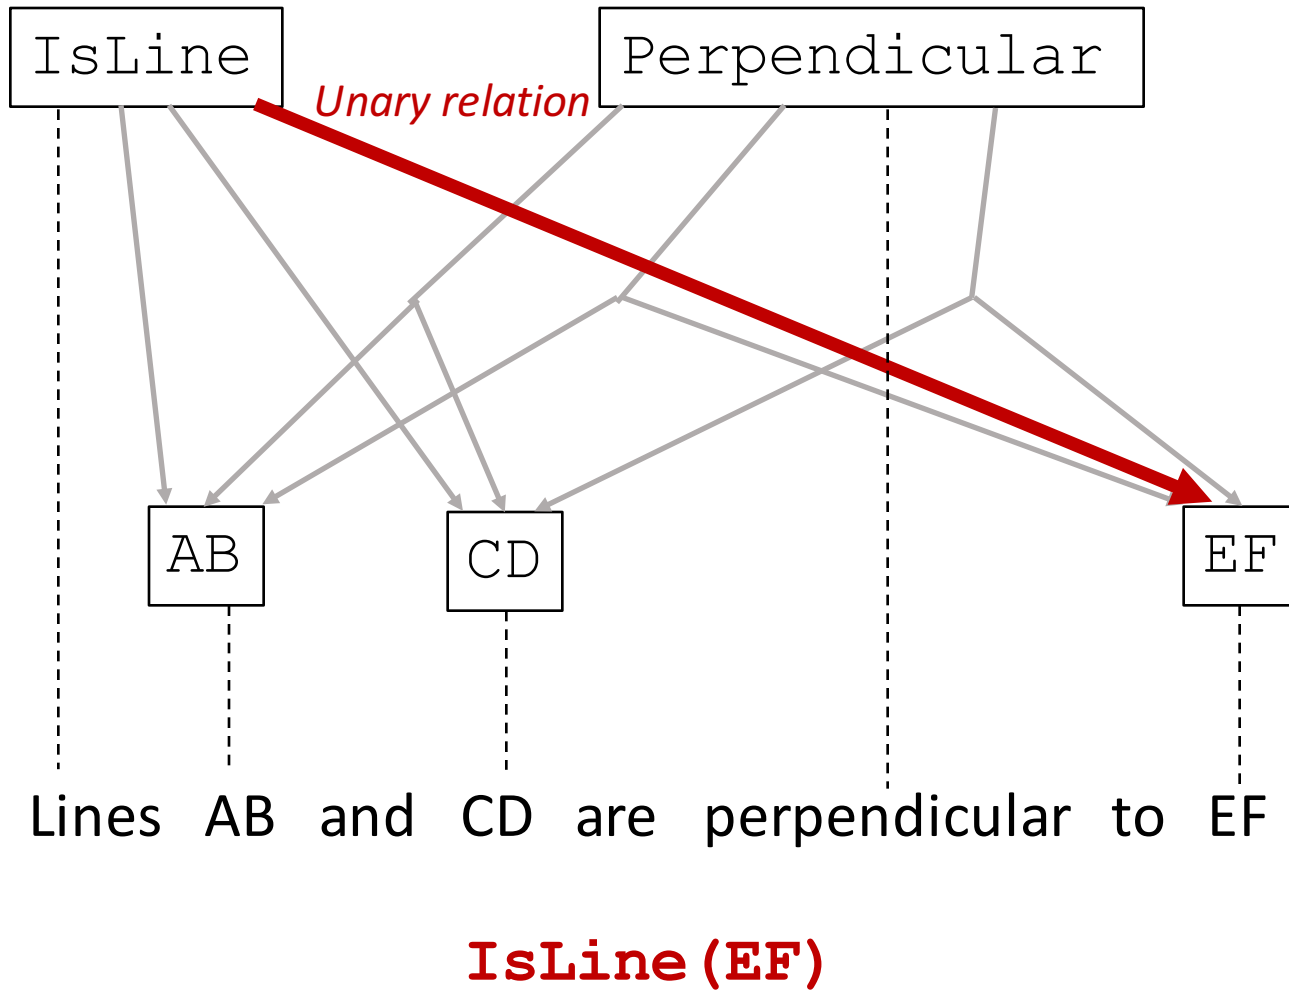 IsLine Perpendicular
Unary relation
AB CD EF
Lines AB and CD are perpendicular to EF
IsLine(EF)